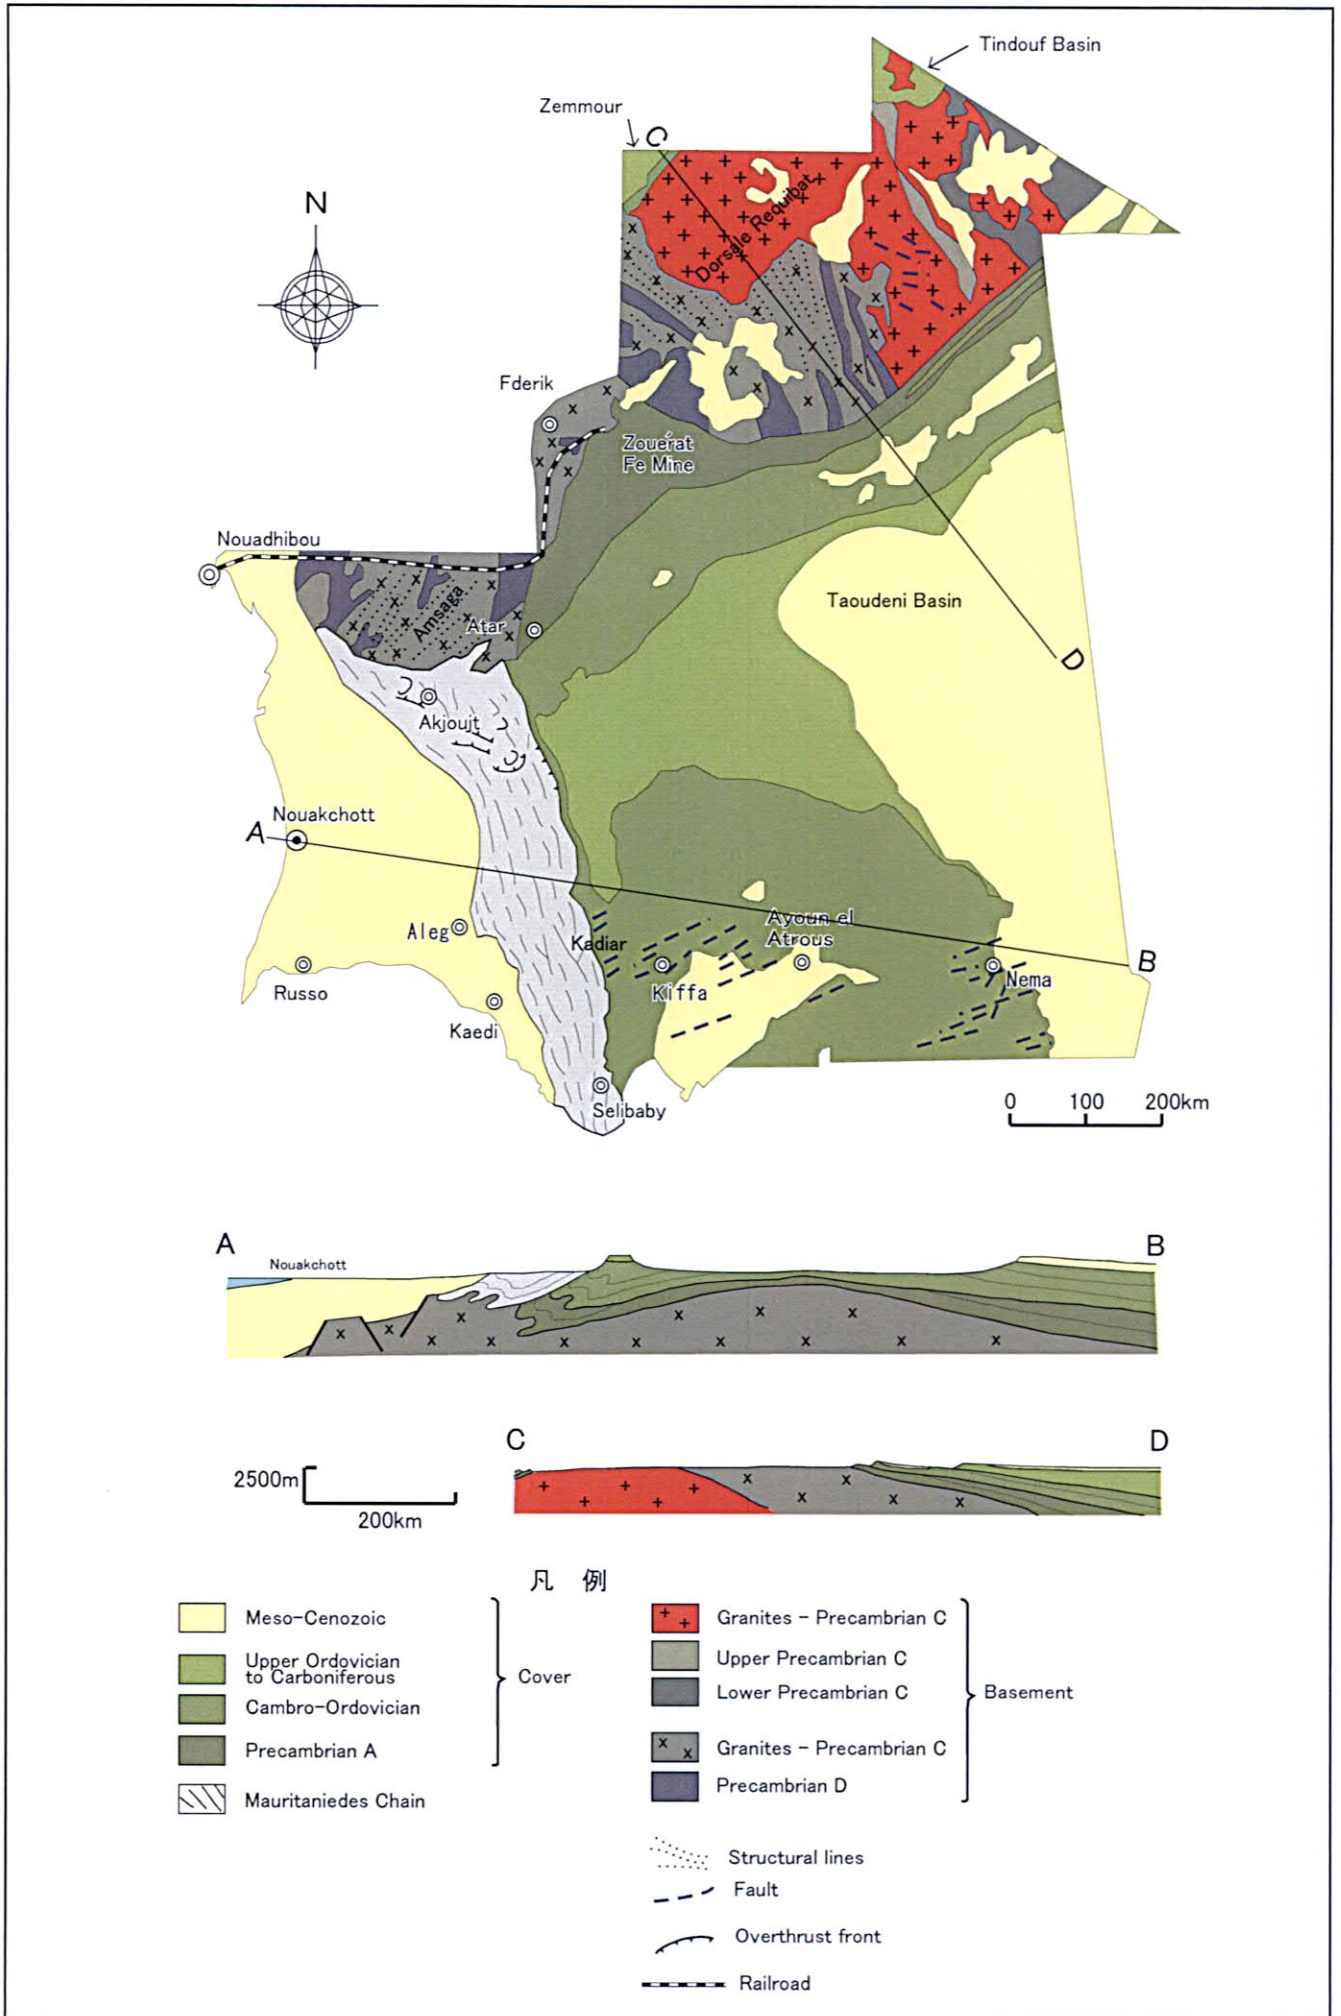 Tindouf Basin
Zemmour
C
N
Dorsale Requibat
Fderik
Zouérat
Fe Mine
Nouadhibou
Taoudeni Basin
Amsaga
Atar
D
Akjoujt
Nouakchott
A
Ayoun el
Atrous
Aleg
Kadiar
B
Russo
Kiffa
Nema
Kaedi
Selibaby
0 100 200km
A
B
Nouakchott
C
D
2500m
200km
凡 例
Meso-Cenozoic
Upper Ordovician
to Carboniferous
Cambro-Ordovician
Precambrian A
Cover
Mauritaniedes Chain
Granites - Precambrian C
Upper Precambrian C
Lower Precambrian C
Granites - Precambrian C
Precambrian D
Basement
Structural lines
Fault
Overthrust front
Railroad